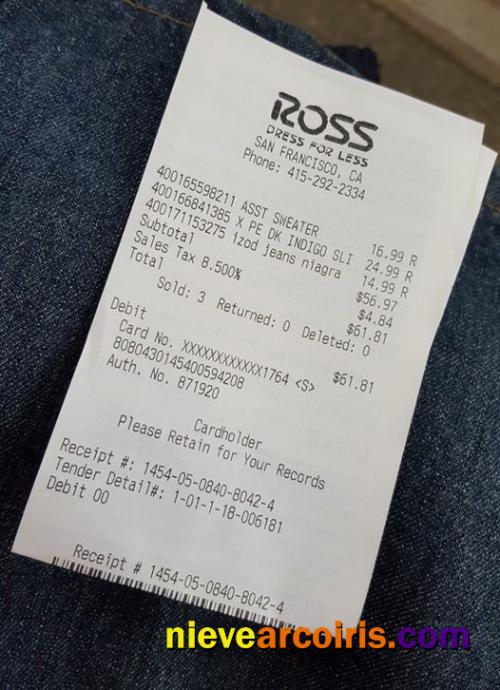 ROSS
DRESS FOR LESS
SAN FRANCISCO, CA
Phone: 415-292-2334
400165598211 ASST SWEATER 16.99 R
400166841385 X PE DK INDIGO SLI 24.99 R
400171153275 izod jeans niagra 14.99 R
Subtotal $56.97
Sales Tax 8.500% $4.84
Total $61.81
Sold: 3 Returned: 0 Deleted: 0
Debit $61.81
Card No. XXXXXXXXXXXX1764 <S>
8080430145400594208
Auth. No. 871920
Cardholder
Please Retain for Your Records
Receipt #: 1454-05-0840-8042-4
Tender Detail#: 1-01-1-18-006181
Debit 00
Receipt # 1454-05-0840-8042-4
nievearcoiris.com